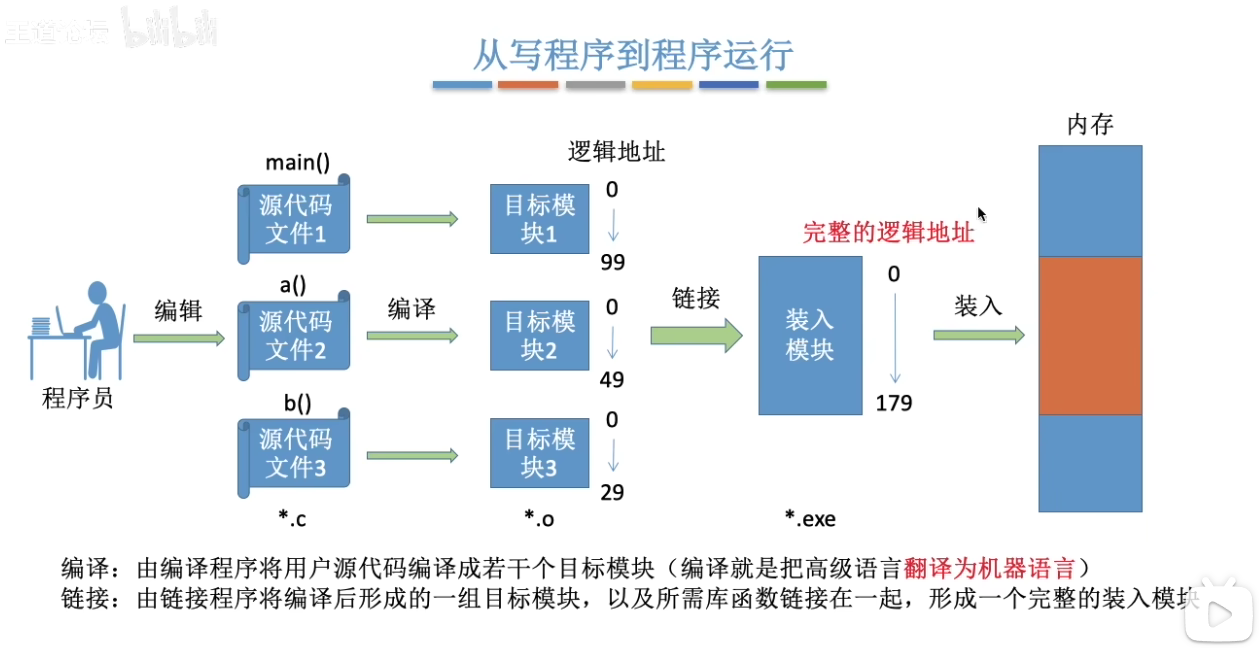 王道论坛 bilibili
从写程序到程序运行
内存
main()
逻辑地址
源代码
文件1
目标模
块1
0
99
完整的逻辑地址
a()
编辑
源代码
文件2
编译
目标模
块2
0
49
链接
装入
模块
0
179
装入
程序员
b()
源代码
文件3
目标模
块3
0
29
*.c
*.o
*.exe
编译：由编译程序将用户源代码编译成若干个目标模块（编译就是把高级语言翻译为机器语言）
链接：由链接程序将编译后形成的一组目标模块，以及所需库函数链接在一起，形成一个完整的装入模块